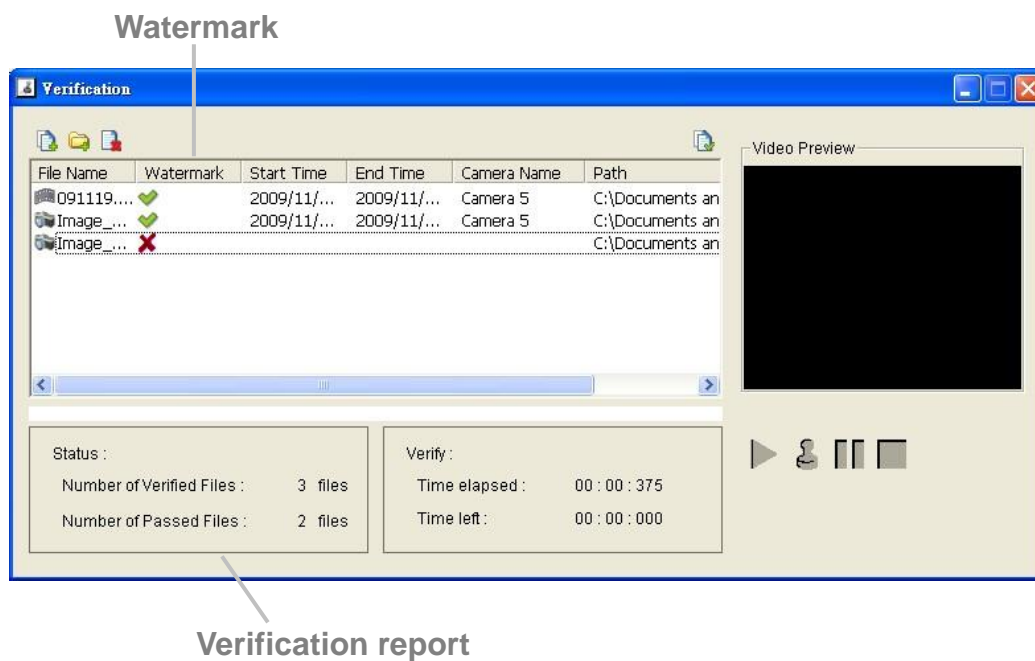 Watermark
Verification
Video Preview
File Name Watermark Start Time End Time Camera Name Path
091119.... 2009/11/... 2009/11/... Camera 5 C:\Documents an
Image_... 2009/11/... 2009/11/... Camera 5 C:\Documents an
Image_... C:\Documents an
Status :
Number of Verified Files : 3 files
Number of Passed Files : 2 files
Verify :
Time elapsed : 00 : 00 : 375
Time left : 00 : 00 : 000
Verification report